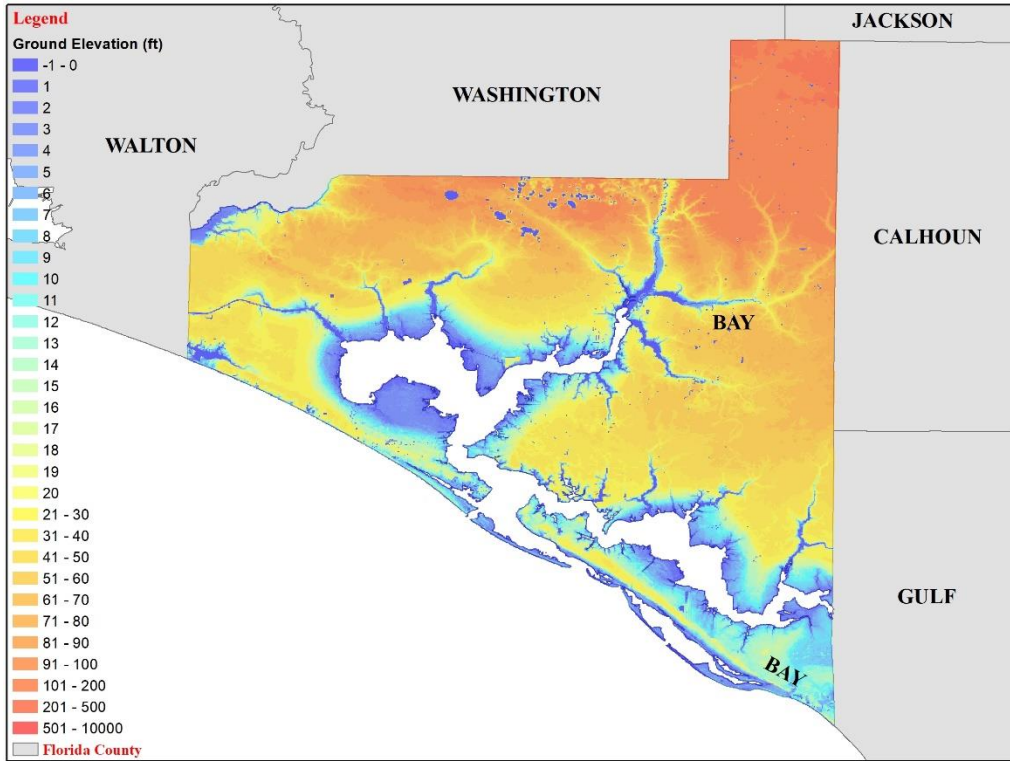 Legend
Ground Elevation (ft)
-1 - 0
1
2
3
4
5
6
7
8
9
10
11
12
13
14
15
16
17
18
19
20
21 - 30
31 - 40
41 - 50
51 - 60
61 - 70
71 - 80
81 - 90
91 - 100
101 - 200
201 - 500
501 - 10000
Florida County
JACKSON
WASHINGTON
WALTON
CALHOUN
BAY
GULF
BAY